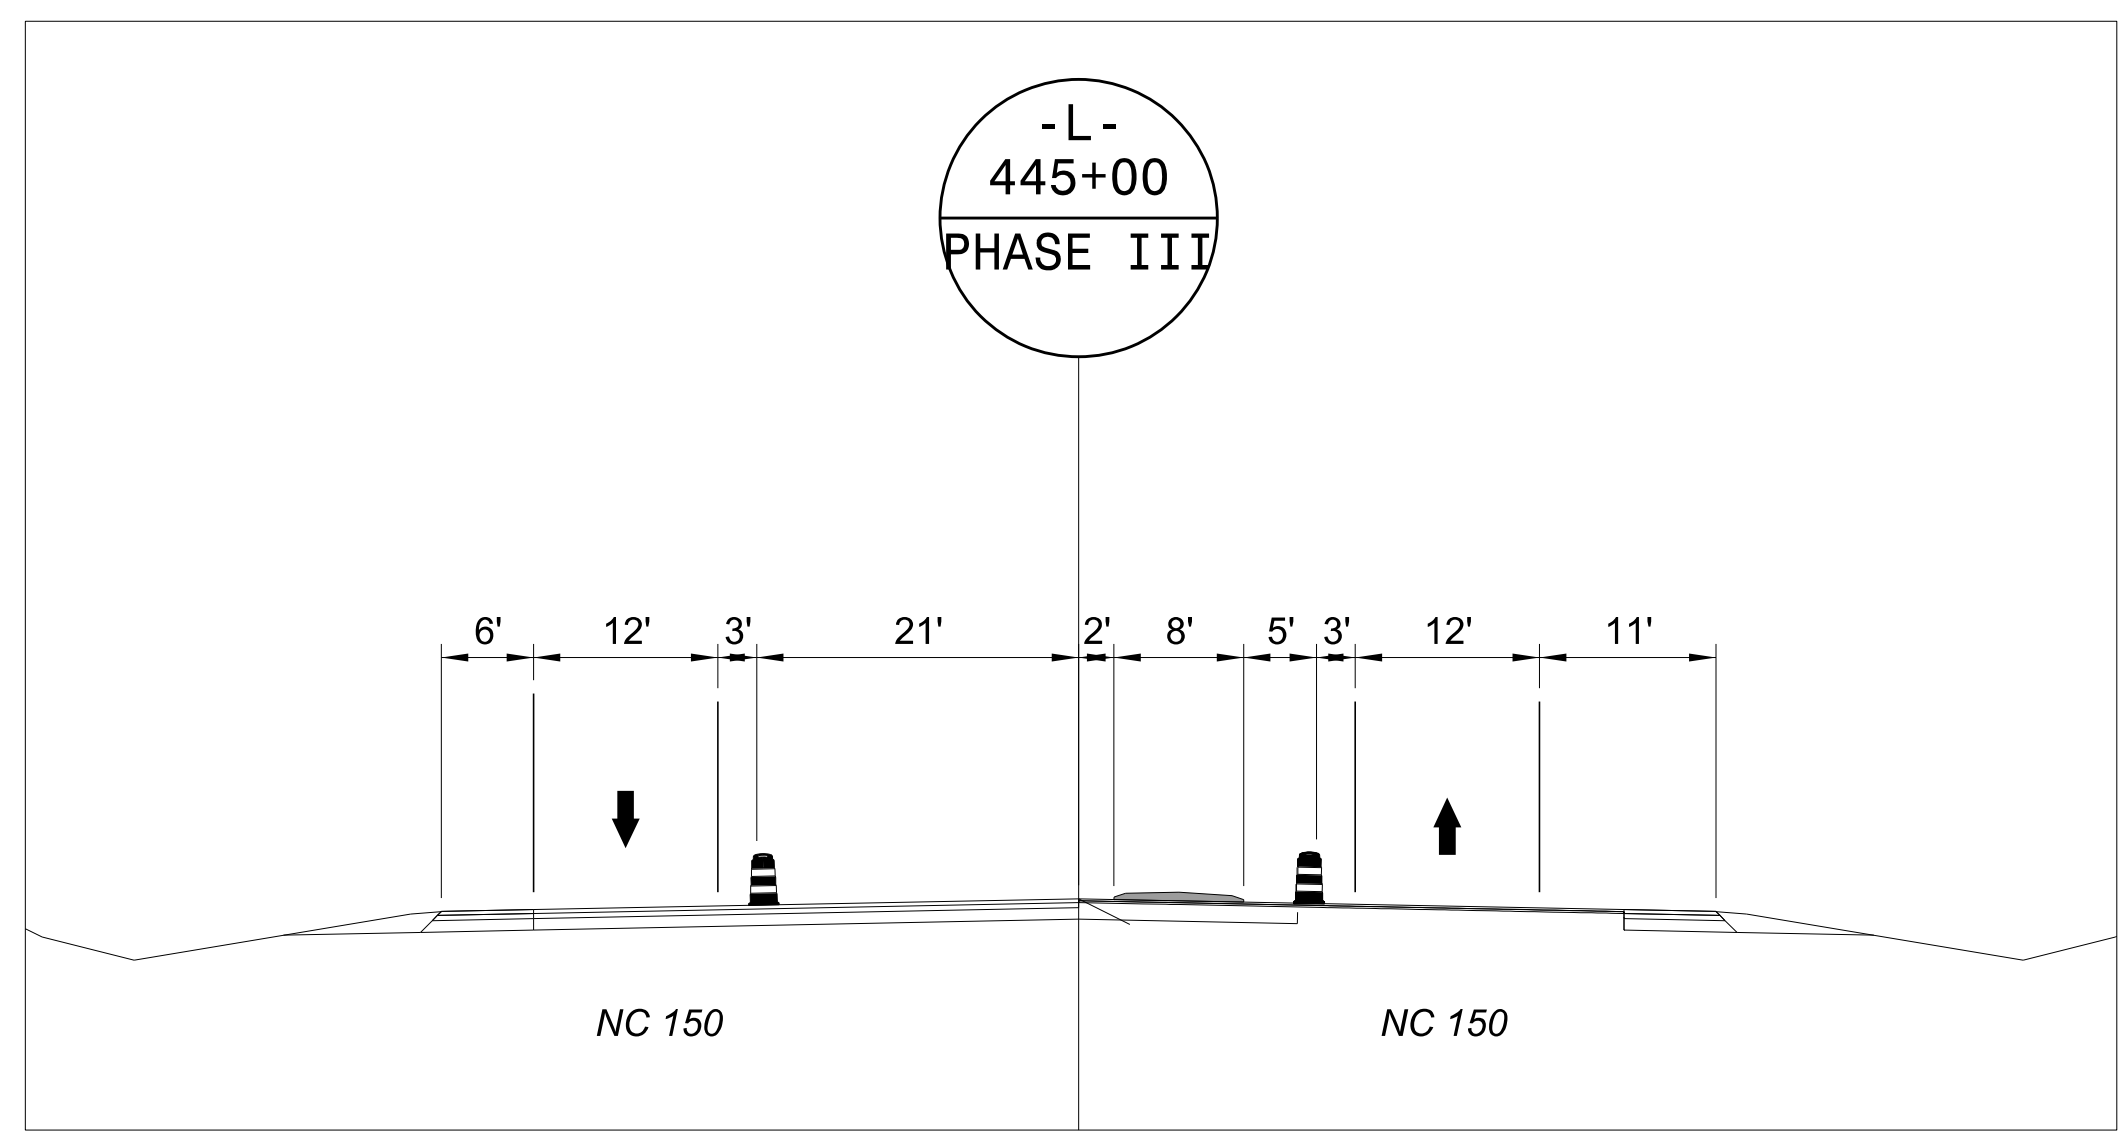 -L-
445+00
PHASE III
6' 12' 3' 21' 2' 8' 5' 3' 12' 11'
NC 150 NC 150